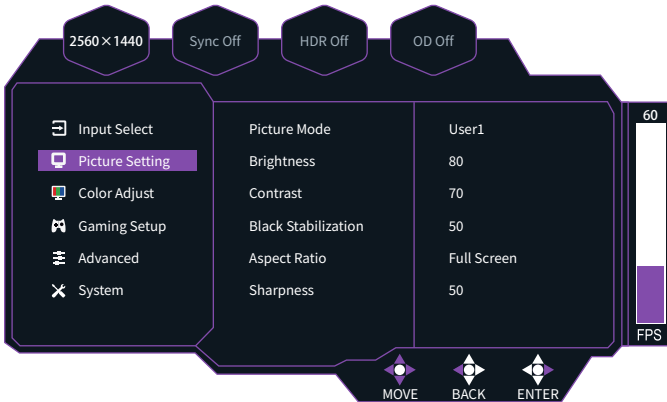 2560×1440 Sync Off HDR Off OD Off
60
Input Select Picture Mode User1
Picture Setting Brightness 80
Color Adjust Contrast 70
Gaming Setup Black Stabilization 50
Advanced Aspect Ratio Full Screen
System Sharpness 50
FPS
MOVE BACK ENTER